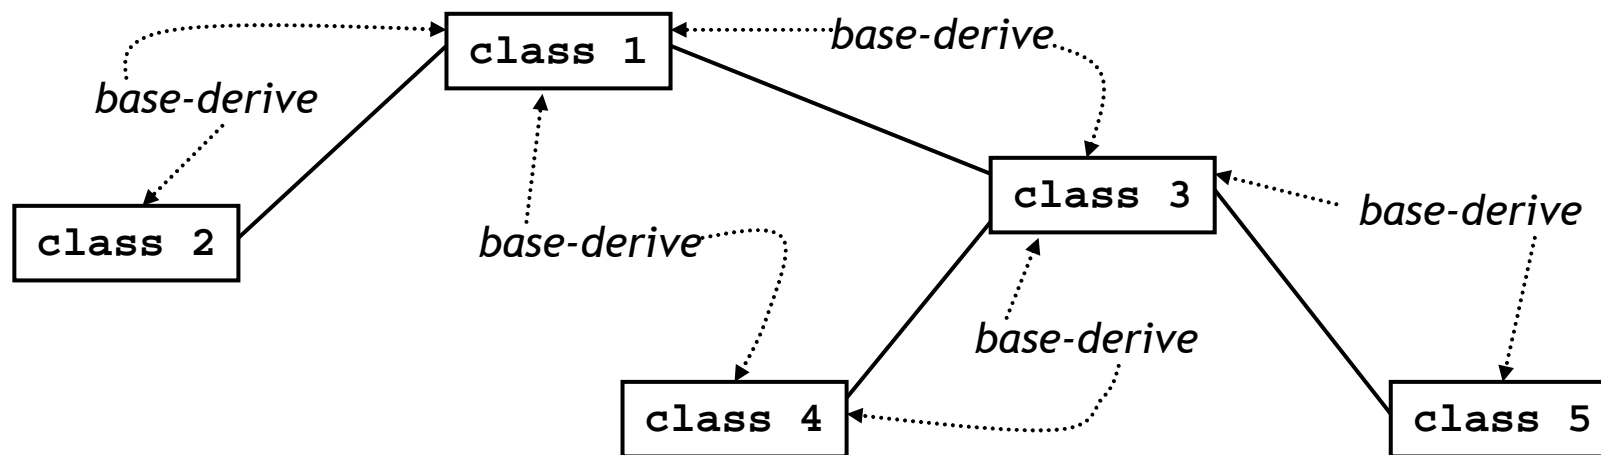 class 1
base-derive
base-derive
class 3
base-derive
class 2
base-derive
base-derive
class 4
class 5